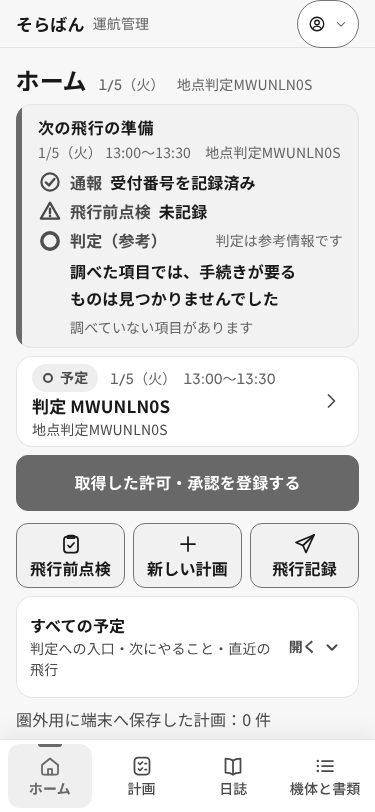 そらばん 運航管理
ホーム 1/5（火） 地点判定MWUNLN0S
次の飛行の準備
1/5（火） 13:00〜13:30 地点判定MWUNLN0S
通報 受付番号を記録済み
飛行前点検 未記録
判定（参考） 判定は参考情報です
調べた項目では、手続きが要る
ものは見つかりませんでした
調べていない項目があります
予定 1/5（火） 13:00〜13:30
判定 MWUNLN0S
地点判定MWUNLN0S
取得した許可・承認を登録する
飛行前点検 新しい計画 飛行記録
すべての予定
判定への入口・次にやること・直近の
飛行
開く
圏外用に端末へ保存した計画：0 件
ホーム 計画 日誌 機体と書類